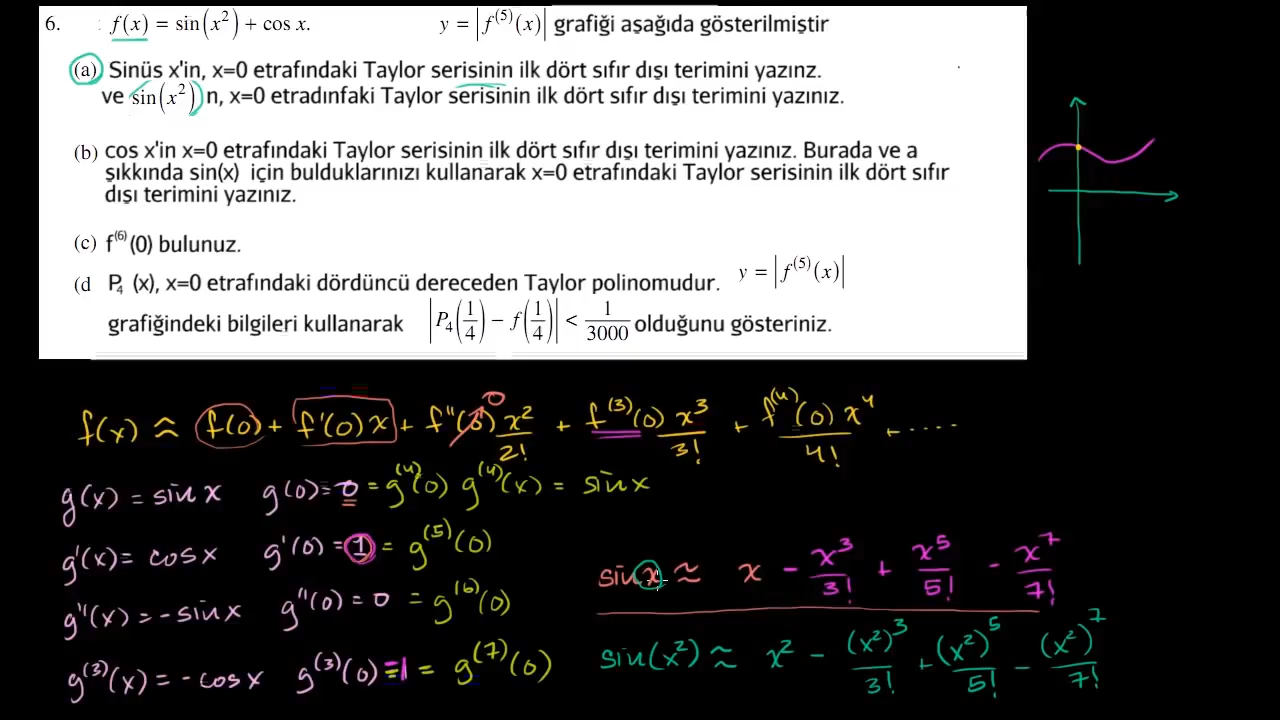 6. f(x) = sin(x²) + cos x. y = |f⁽⁵⁾(x)| grafiği aşağıda gösterilmiştir
(a) Sinüs x'in, x=0 etrafındaki Taylor serisinin ilk dört sıfır dışı terimini yazınz.
ve sin(x²) n, x=0 etradınfaki Taylor serisinin ilk dört sıfır dışı terimini yazınız.
(b) cos x'in x=0 etrafındaki Taylor serisinin ilk dört sıfır dışı terimini yazınız. Burada ve a
şıkkında sin(x) için bulduklarınızı kullanarak x=0 etrafındaki Taylor serisinin ilk dört sıfır
dışı terimini yazınız.
(c) f⁽⁶⁾(0) bulunuz.
(d P₄ (x), x=0 etrafındaki dördüncü dereceden Taylor polinomudur. y = |f⁽⁵⁾(x)|
grafiğindeki bilgileri kullanarak |P₄(1/4) − f(1/4)| < 1/3000 olduğunu gösteriniz.
f(x) ≈ f(0) + f'(0)x + f''(0) x²/2! + f⁽³⁾(0) x³/3! + f⁽⁴⁾(0) x⁴/4! + ....
0
g(x) = sin x g(0) = 0 = g⁽⁴⁾(0) g⁽⁴⁾(x) = sin x
g'(x) = cos x g'(0) = 1 = g⁽⁵⁾(0)
g''(x) = - sin x g''(0) = 0 = g⁽⁶⁾(0)
g⁽³⁾(x) = - cos x g⁽³⁾(0) = -1 = g⁽⁷⁾(0)
sin x ≈ x - x³/3! + x⁵/5! - x⁷/7!
sin(x²) ≈ x² - (x²)³/3! + (x²)⁵/5! - (x²)⁷/7!